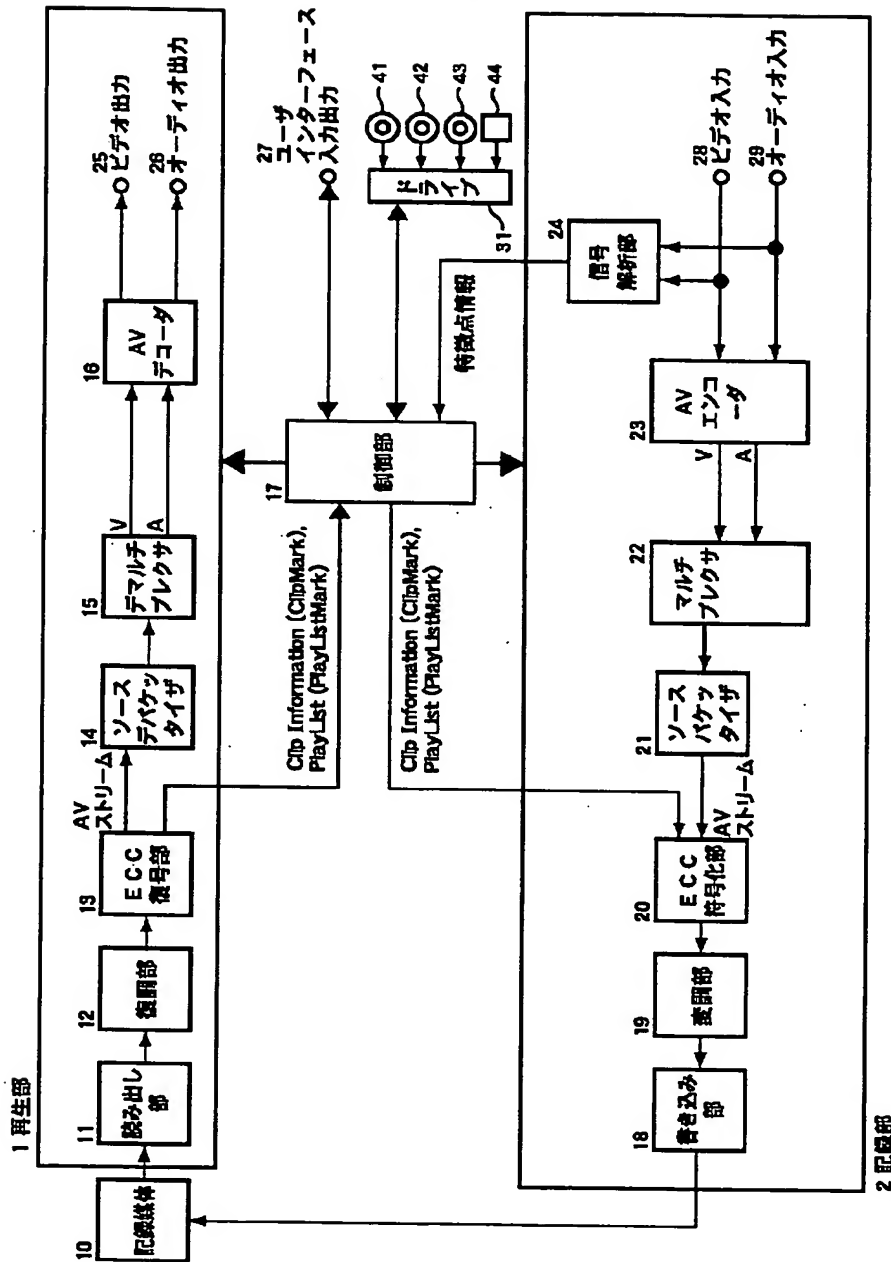 1 再生部
10
記録媒体
11
読み出し
部
12
復調部
13
ECC
復号部
AV
ストリーム
14
ソース
デパケッ
タイザ
15
デマルチ
プレクサ
V
A
16
AV
デコーダ
25
ビデオ出力
26
オーディオ出力
Clip Information (ClipMark),
PlayList (PlayListMark)
Clip Information (ClipMark),
PlayList (PlayListMark)
17
制御部
特徴点情報
27
ユーザ
インターフェース
入力出力
ドライブ
31
41
42
43
44
2 記録部
18
書き込み
部
19
変調部
20
ECC
符号化部
AV
ストリーム
21
ソース
パケッ
タイザ
22
マルチ
プレクサ
V
A
23
AV
エンコ
ーダ
24
信号
解析部
28
ビデオ入力
29
オーディオ入力